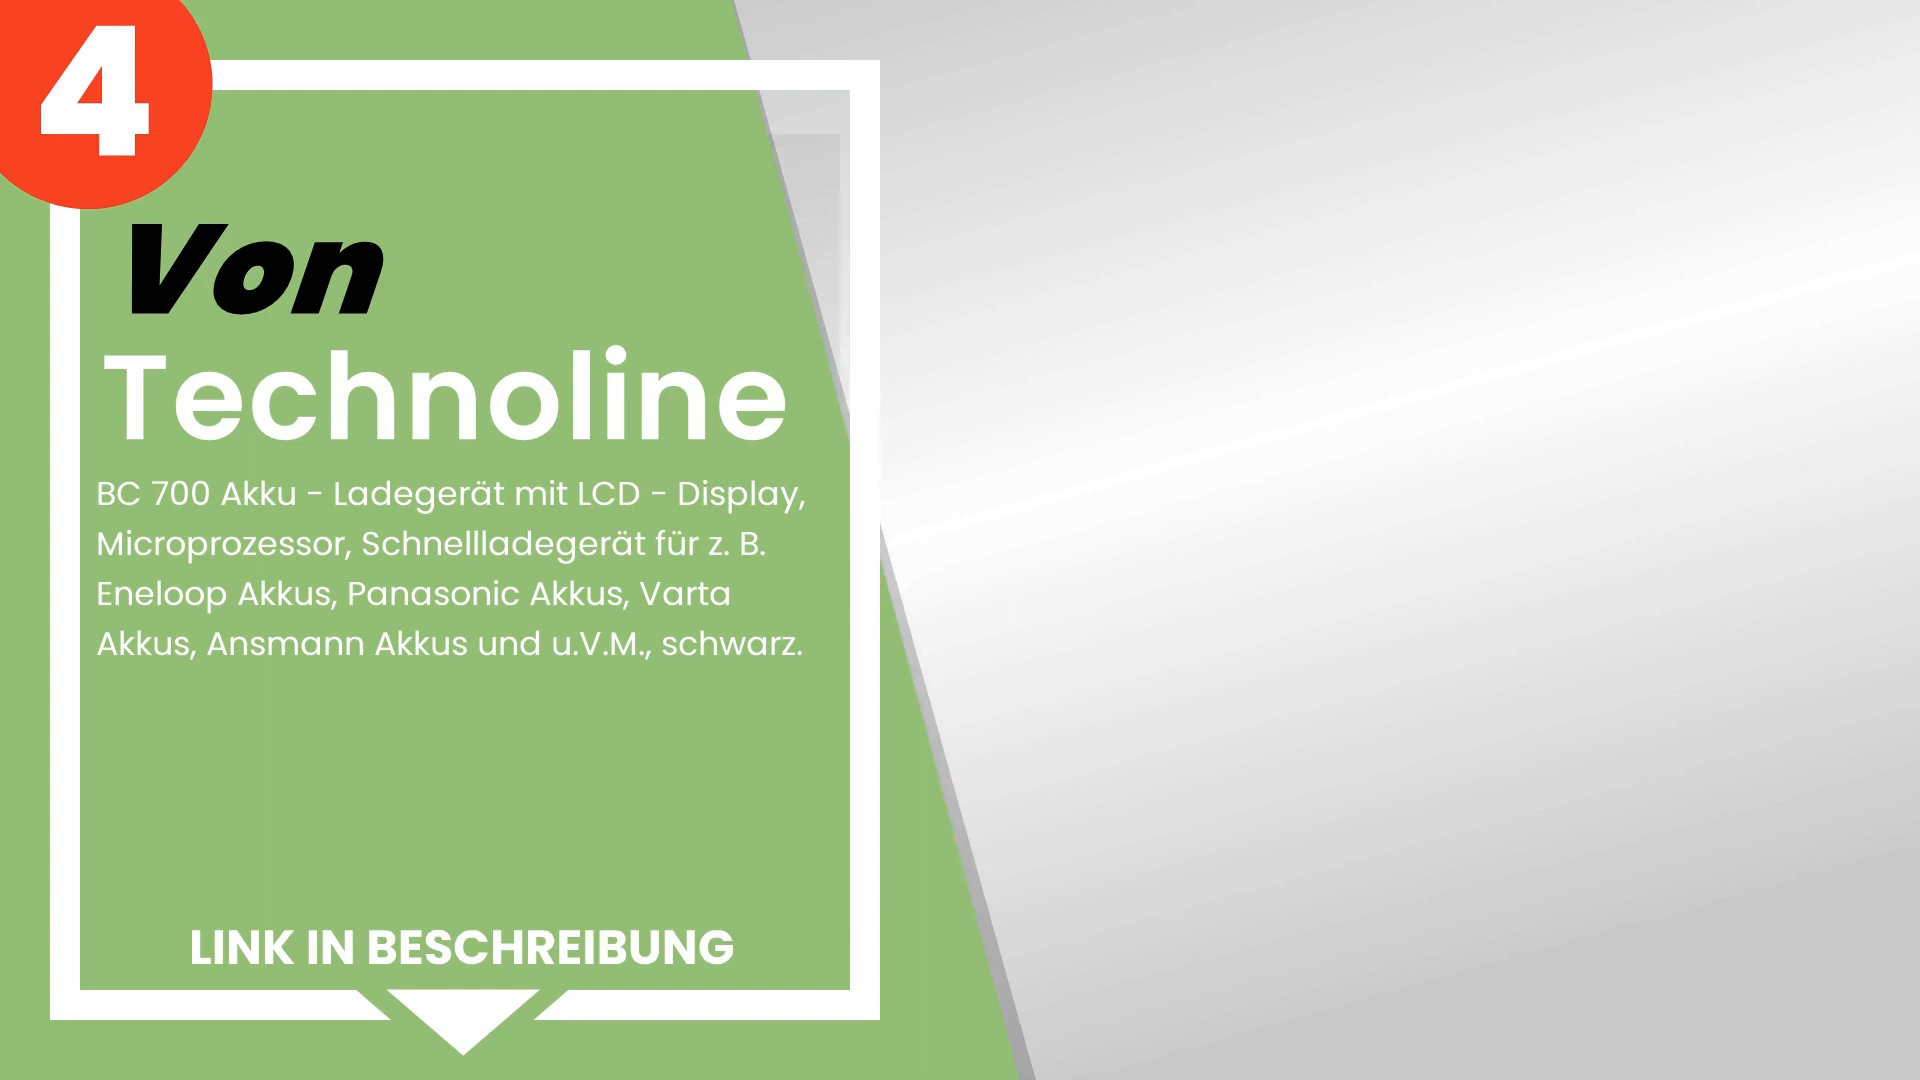 4
Von
Technoline
BC 700 Akku - Ladegerät mit LCD - Display,
Microprozessor, Schnellladegerät für z. B.
Eneloop Akkus, Panasonic Akkus, Varta
Akkus, Ansmann Akkus und u.V.M., schwarz.
LINK IN BESCHREIBUNG